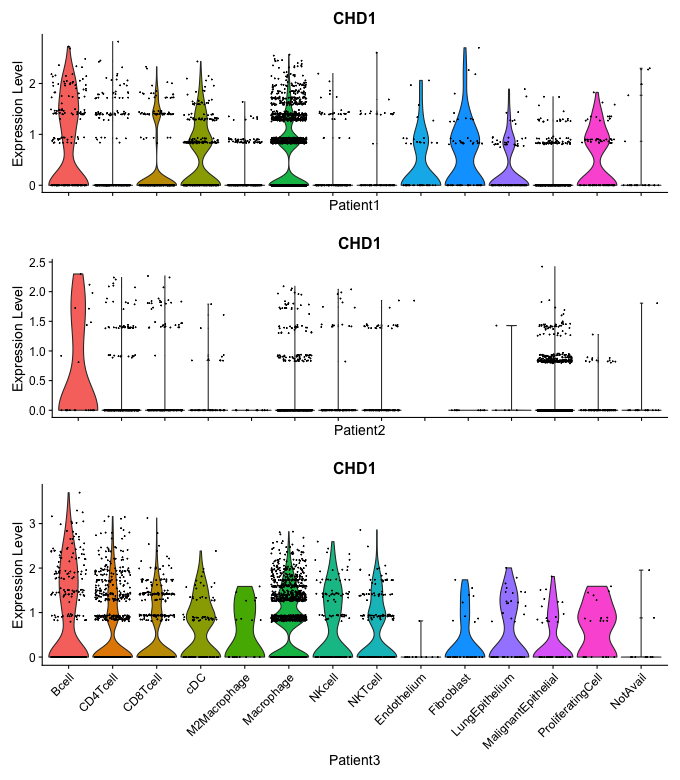 CHD1
Expression Level
2
1
0
Patient1
CHD1
Expression Level
2.5
2.0
1.5
1.0
0.5
0.0
Patient2
CHD1
Expression Level
3
2
1
0
Bcell
CD4Tcell
CD8Tcell
cDC
M2Macrophage
Macrophage
NKcell
NKTcell
Endothelium
Fibroblast
LungEpithelium
MalignantEpithelial
ProliferatingCell
NotAvail
Patient3